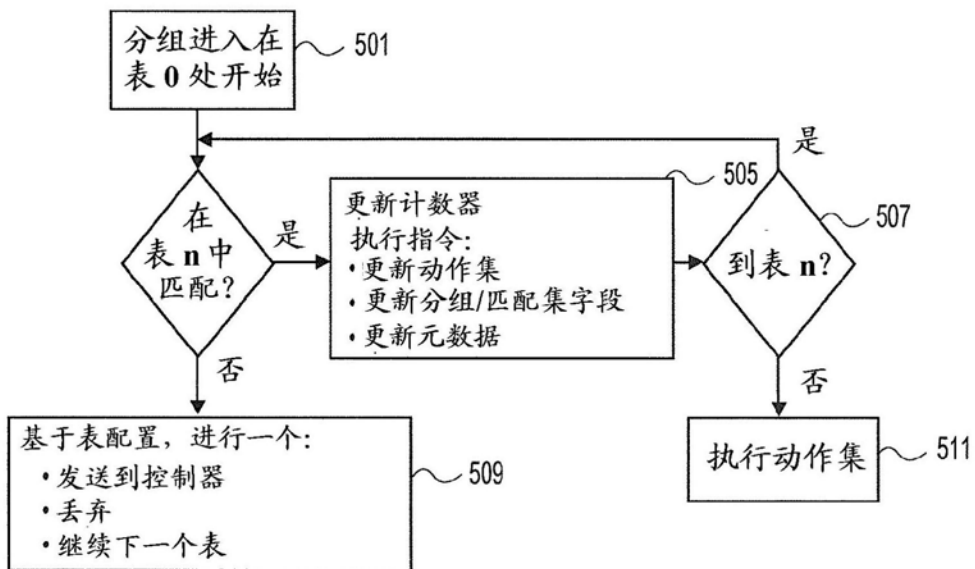 分组进入在
表 0 处开始
501
是
505
更新计数器
执行指令:
•更新动作集
•更新分组/匹配集字段
•更新元数据
507
在
表 n 中
匹配?
是
到表 n?
否
否
基于表配置,进行一个:
•发送到控制器
•丢弃
•继续下一个表
509
执行动作集
511